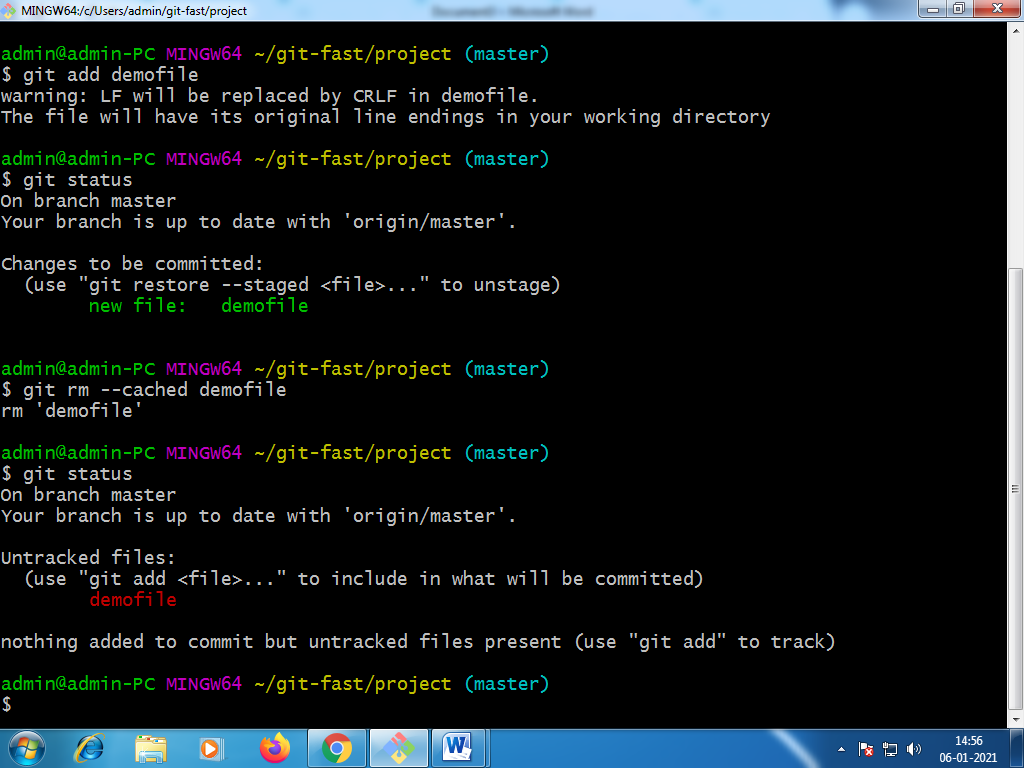 MINGW64:/c/Users/admin/git-fast/project
admin@admin-PC MINGW64 ~/git-fast/project (master)
$ git add demofile
warning: LF will be replaced by CRLF in demofile.
The file will have its original line endings in your working directory
admin@admin-PC MINGW64 ~/git-fast/project (master)
$ git status
On branch master
Your branch is up to date with 'origin/master'.
Changes to be committed:
(use "git restore --staged <file>..." to unstage)
new file: demofile
admin@admin-PC MINGW64 ~/git-fast/project (master)
$ git rm --cached demofile
rm 'demofile'
admin@admin-PC MINGW64 ~/git-fast/project (master)
$ git status
On branch master
Your branch is up to date with 'origin/master'.
Untracked files:
(use "git add <file>..." to include in what will be committed)
demofile
nothing added to commit but untracked files present (use "git add" to track)
admin@admin-PC MINGW64 ~/git-fast/project (master)
$
14:56
06-01-2021